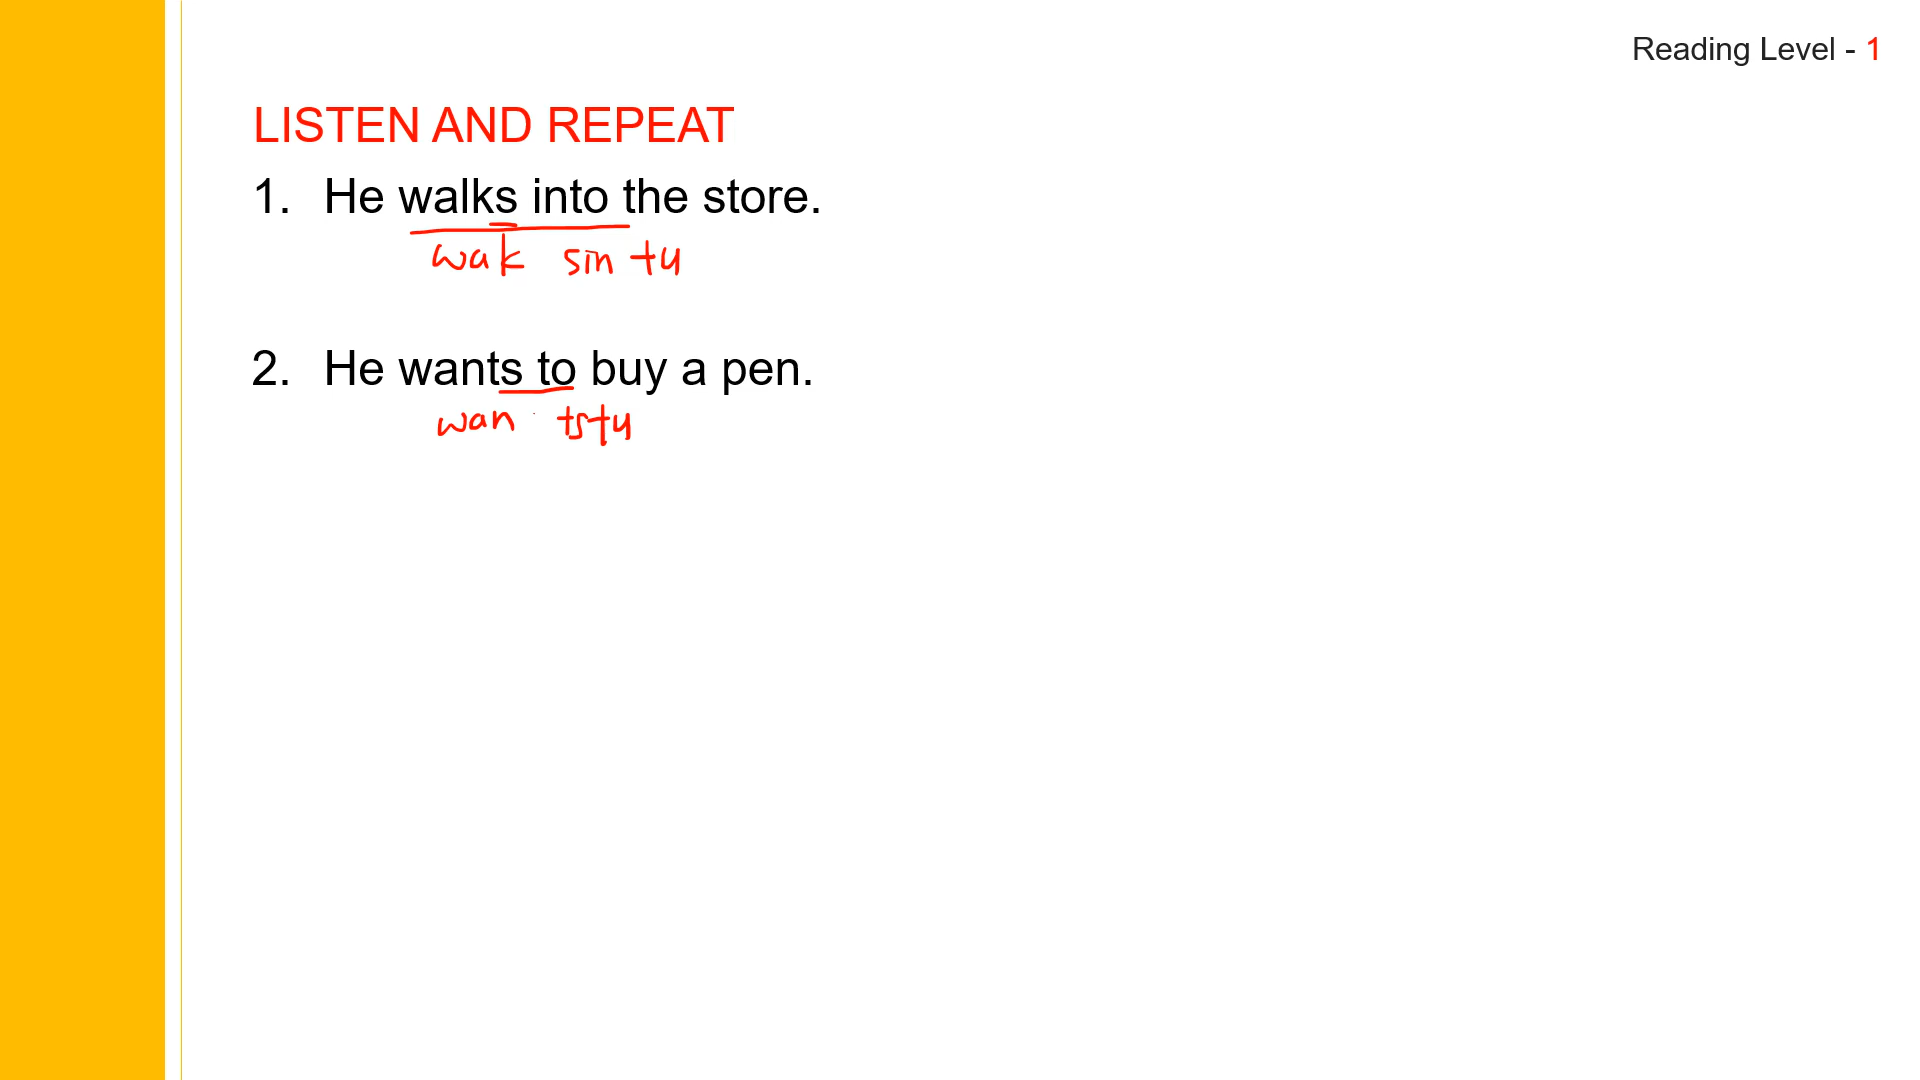 Reading Level - 1
LISTEN AND REPEAT
1. He walks into the store.
wak sin tu
2. He wants to buy a pen.
wan tstu